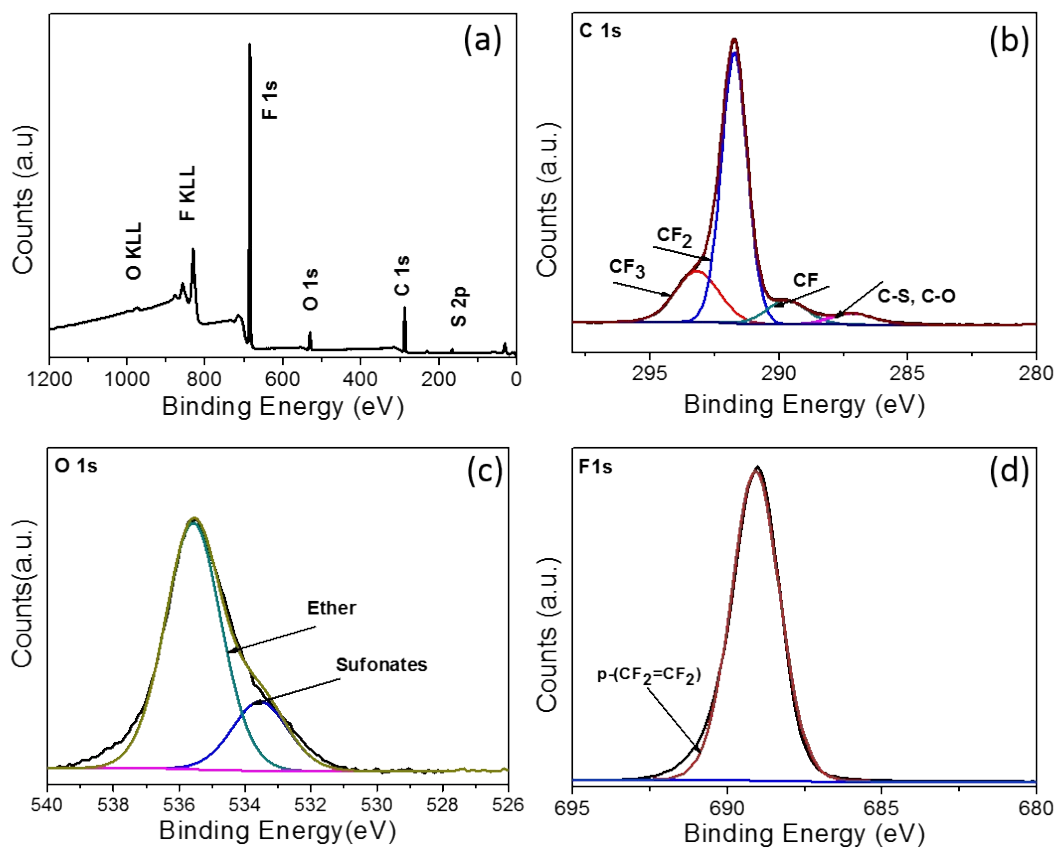 (a)
Counts (a.u)
O KLL
F KLL
F 1s
O 1s
C 1s
S 2p
1200 1000 800 600 400 200 0
Binding Energy (eV)
C 1s
(b)
Counts (a.u.)
CF3
CF2
CF
C-S, C-O
295 290 285 280
Binding Energy (eV)
O 1s
(c)
Counts(a.u.)
Ether
Sufonates
540 538 536 534 532 530 528 526
Binding Energy(eV)
F1s
(d)
Counts (a.u.)
p-(CF2=CF2)
695 690 685 680
Binding Energy (eV)